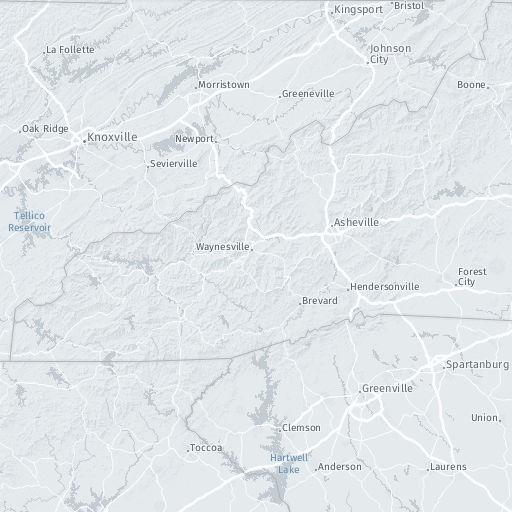 Bristol
Kingsport
La Follette
Johnson
City
Morristown
Boone
Greeneville
Oak Ridge
Knoxville
Newport
Sevierville
Tellico
Reservoir
Asheville
Waynesville
Forest
City
Hendersonville
Brevard
Spartanburg
Greenville
Union
Clemson
Toccoa
Hartwell
Lake
Anderson
Laurens